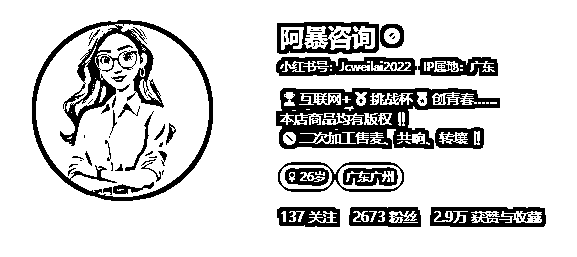 阿暴咨询
小红书号：Jcweilai2022 IP属地：广东
🏆互联网+🏅挑战杯🏅创青春......
本店商品均有版权‼️
🚫二次加工售卖、共享、转卖‼️
♀26岁 广东广州
137 关注 2673 粉丝 2.9万 获赞与收藏